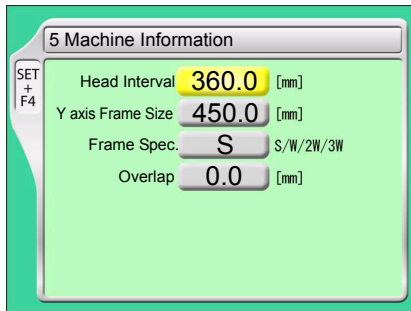 5 Machine Information
SET
+
F4
Head Interval 360.0 [mm]
Y axis Frame Size 450.0 [mm]
Frame Spec. S S/W/2W/3W
Overlap 0.0 [mm]